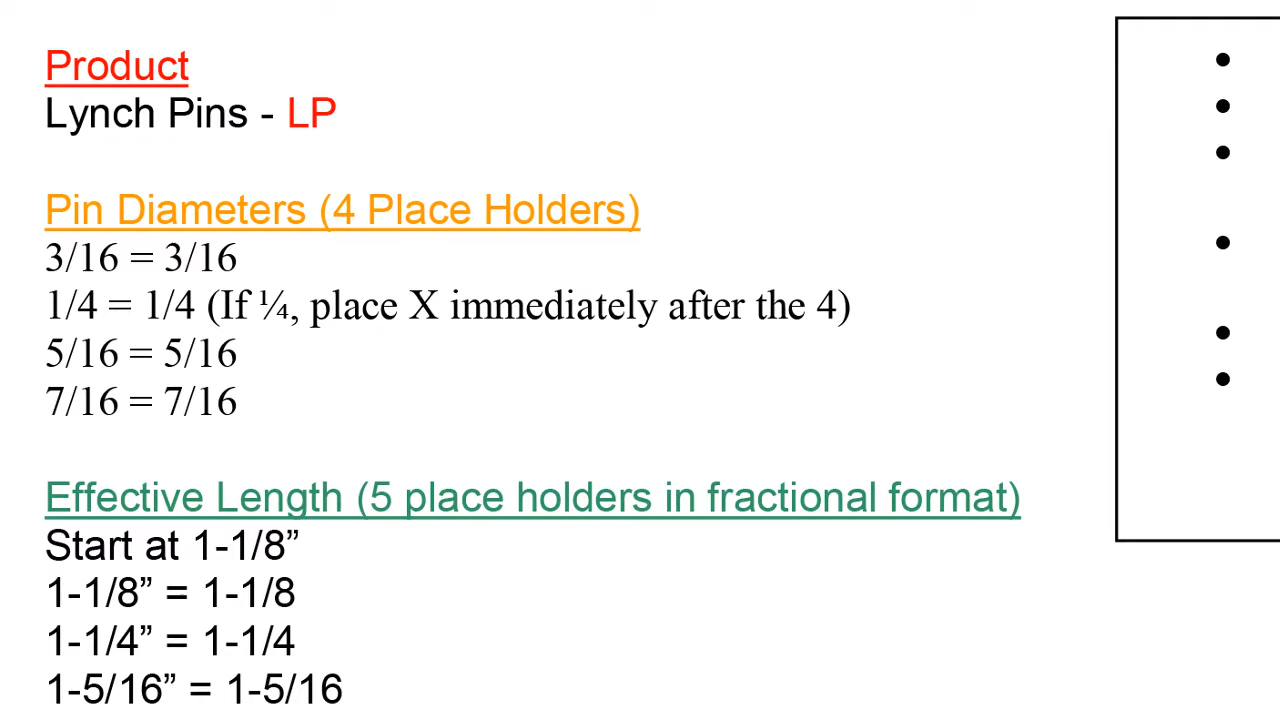 Product
Lynch Pins - LP
Pin Diameters (4 Place Holders)
3/16 = 3/16
1/4 = 1/4 (If ¼, place X immediately after the 4)
5/16 = 5/16
7/16 = 7/16
Effective Length (5 place holders in fractional format)
Start at 1-1/8”
1-1/8” = 1-1/8
1-1/4” = 1-1/4
1-5/16” = 1-5/16